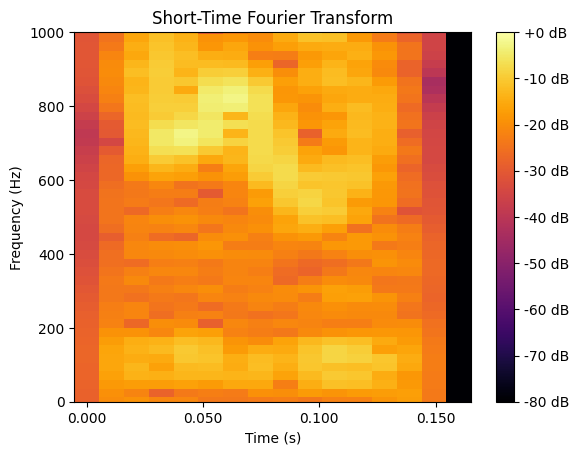 Short-Time Fourier Transform
1000
800
600
400
200
0
Frequency (Hz)
0.000
0.050
0.100
0.150
Time (s)
+0 dB
-10 dB
-20 dB
-30 dB
-40 dB
-50 dB
-60 dB
-70 dB
-80 dB